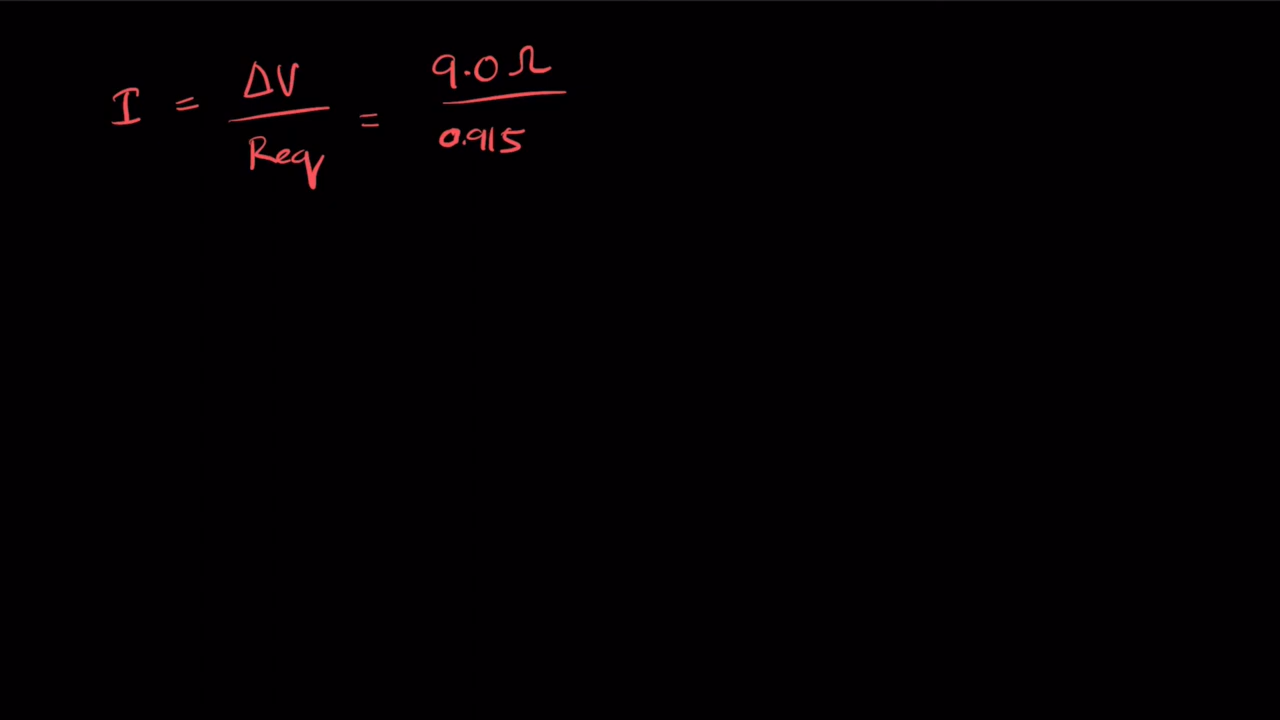 I = ΔV / Req = 9.0 Ω / 0.915